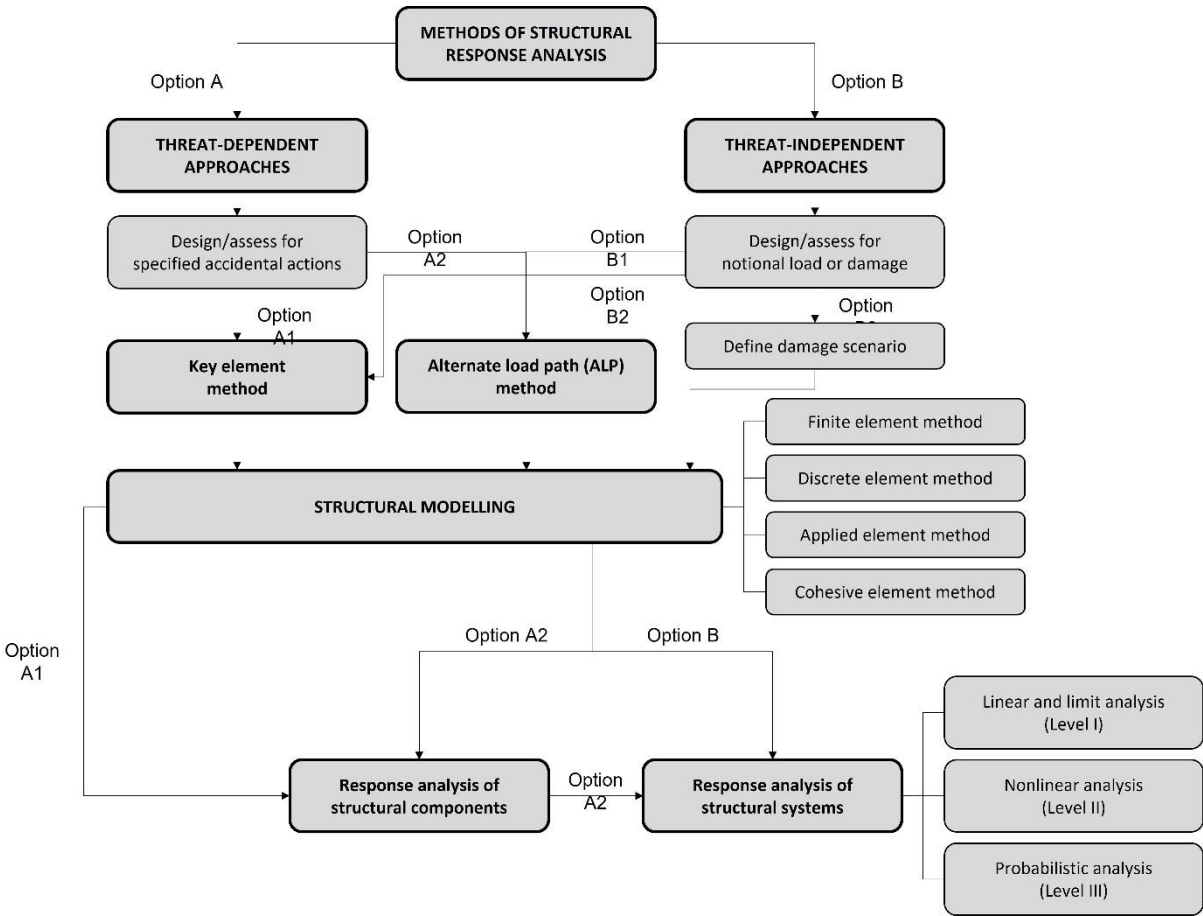 METHODS OF STRUCTURAL
RESPONSE ANALYSIS
Option A
Option B
THREAT-DEPENDENT
APPROACHES
THREAT-INDEPENDENT
APPROACHES
Design/assess for
specified accidental actions
Option
A2
Option
B1
Design/assess for
notional load or damage
Option
A1
Option
B2
Option
Key element
method
Alternate load path (ALP)
method
Define damage scenario
Finite element method
Discrete element method
STRUCTURAL MODELLING
Applied element method
Cohesive element method
Option
A1
Option A2
Option B
Linear and limit analysis
(Level I)
Response analysis of
structural components
Option
A2
Response analysis of
structural systems
Nonlinear analysis
(Level II)
Probabilistic analysis
(Level III)